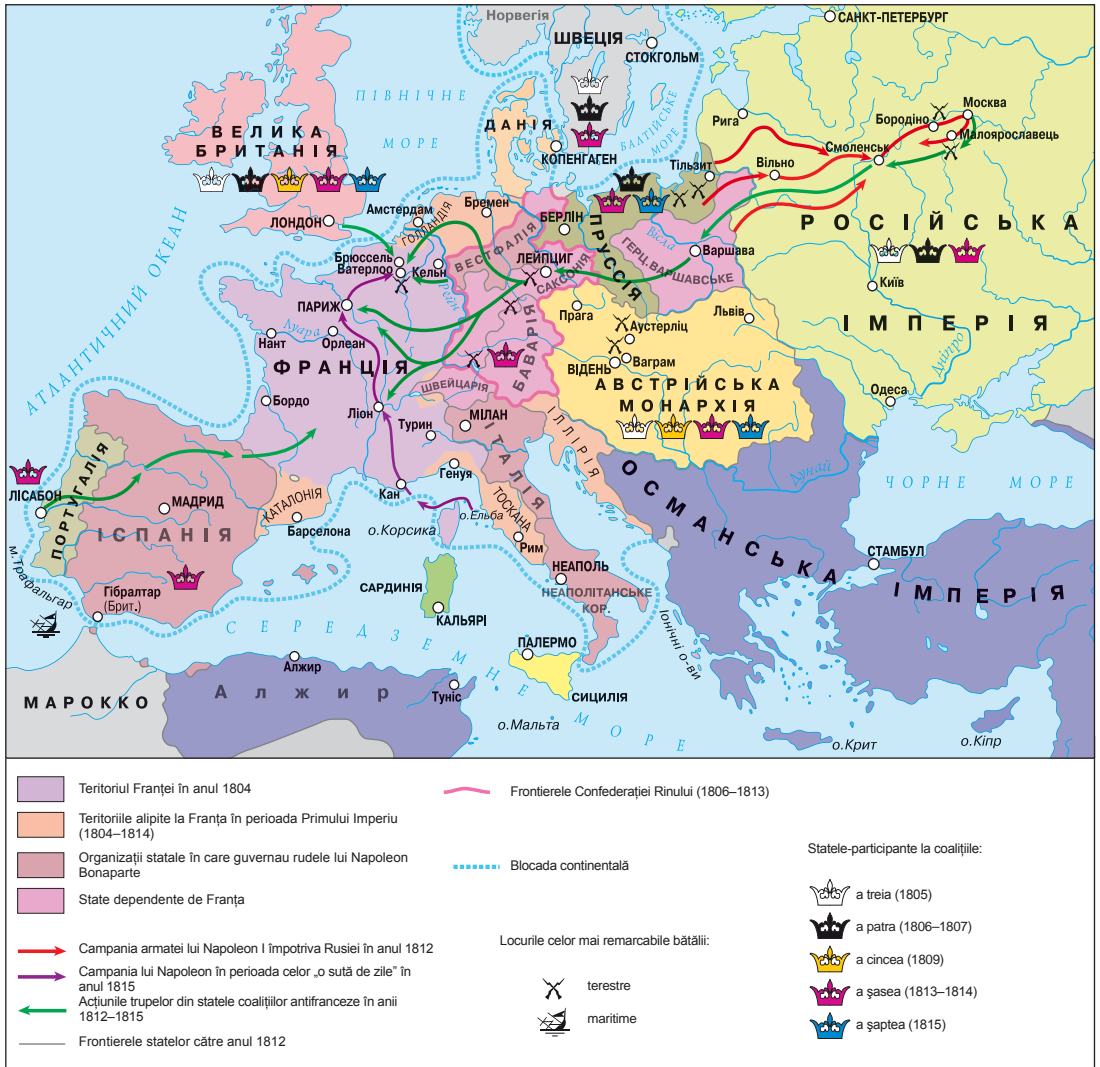 Норвегія
САНКТ-ПЕТЕРБУРГ
ШВЕЦІЯ
СТОКГОЛЬМ
ПІВНІЧНЕ
МОРЕ
ВЕЛИКА
БРИТАНІЯ
ДАНІЯ
КОПЕНГАГЕН
БАЛТІЙСЬКЕ
МОРЕ
Рига
Москва
Бородіно
Малоярославець
Смоленськ
Тільзит
Вільно
АТЛАНТИЧНИЙ ОКЕАН
ЛОНДОН
Амстердам
ГОЛЛАНДІЯ
Бремен
БЕРЛІН
ПРУССІЯ
РОСІЙСЬКА
ІМПЕРІЯ
Брюссель
Ватерлоо
Кельн
Рейн
ВЕСТФАЛІЯ
ЛЕЙПЦИГ
САКСОНІЯ
Вісла
ГЕРЦ. ВАРШАВСЬКЕ
Варшава
Київ
ПАРИЖ
Луара
Нант
Орлеан
ФРАНЦІЯ
Прага
Аустерліц
Львів
ВІДЕНЬ
Ваграм
БАВАРІЯ
АВСТРІЙСЬКА
МОНАРХІЯ
Дніпро
Одеса
ШВЕЙЦАРІЯ
Бордо
Ліон
МІЛАН
Турин
ІТАЛІЯ
ІЛЛІРІЯ
Генуя
Дунай
ЧОРНЕ МОРЕ
ЛІСАБОН
ПОРТУГАЛІЯ
МАДРИД
ІСПАНІЯ
КАТАЛОНІЯ
Барселона
Кан
ТОСКАНА
о.Ельба
о.Корсика
Рим
ОСМАНСЬКА
ІМПЕРІЯ
СТАМБУЛ
м.Трафальгар
Гібралтар
(Брит.)
САРДИНІЯ
КАЛЬЯРІ
НЕАПОЛЬ
НЕАПОЛІТАНСЬКЕ
КОР.
Іонічні о-ви
СЕРЕДЗЕМНЕ
МОРЕ
ПАЛЕРМО
СИЦИЛІЯ
Алжир
Алжир
Туніс
МАРОККО
о.Мальта
о.Крит
о.Кіпр
Teritoriul Franței în anul 1804
Teritoriile alipite la Franța în perioada Primului Imperiu
(1804–1814)
Organizații statale în care guvernau rudele lui Napoleon
Bonaparte
State dependente de Franța
Campania armatei lui Napoleon I împotriva Rusiei în anul 1812
Campania lui Napoleon în perioada celor „o sută de zile” în
anul 1815
Acțiunile trupelor din statele coalițiilor antifranceze în anii
1812–1815
Frontierele statelor către anul 1812
Frontierele Confederației Rinului (1806–1813)
Blocada continentală
Locurile celor mai remarcabile bătălii:
terestre
maritime
Statele-participante la coalițiile:
a treia (1805)
a patra (1806–1807)
a cincea (1809)
a șasea (1813–1814)
a șaptea (1815)